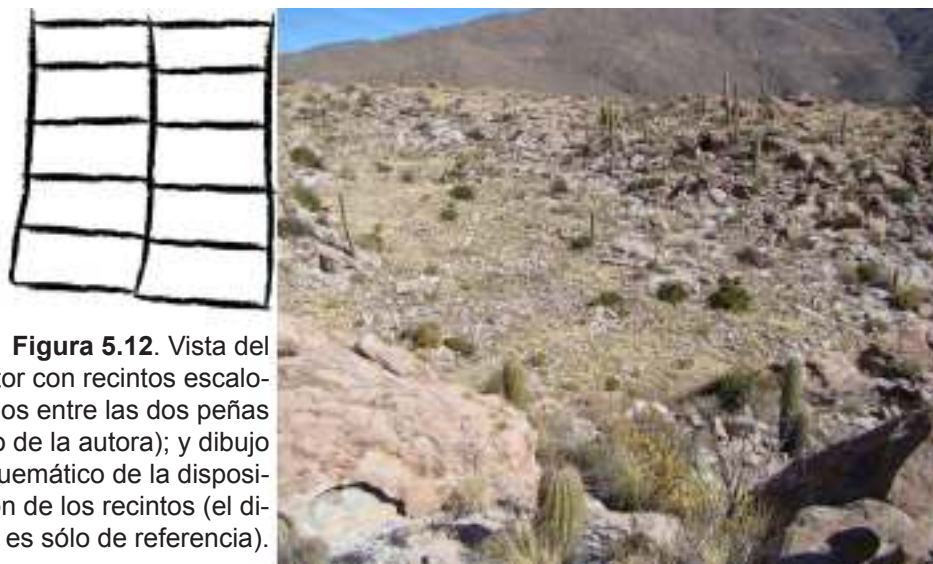 Figura 5.12. Vista del
tor con recintos escalo-
os entre las dos peñas
o de la autora); y dibujo
uemático de la disposi-
ón de los recintos (el di-
es sólo de referencia).